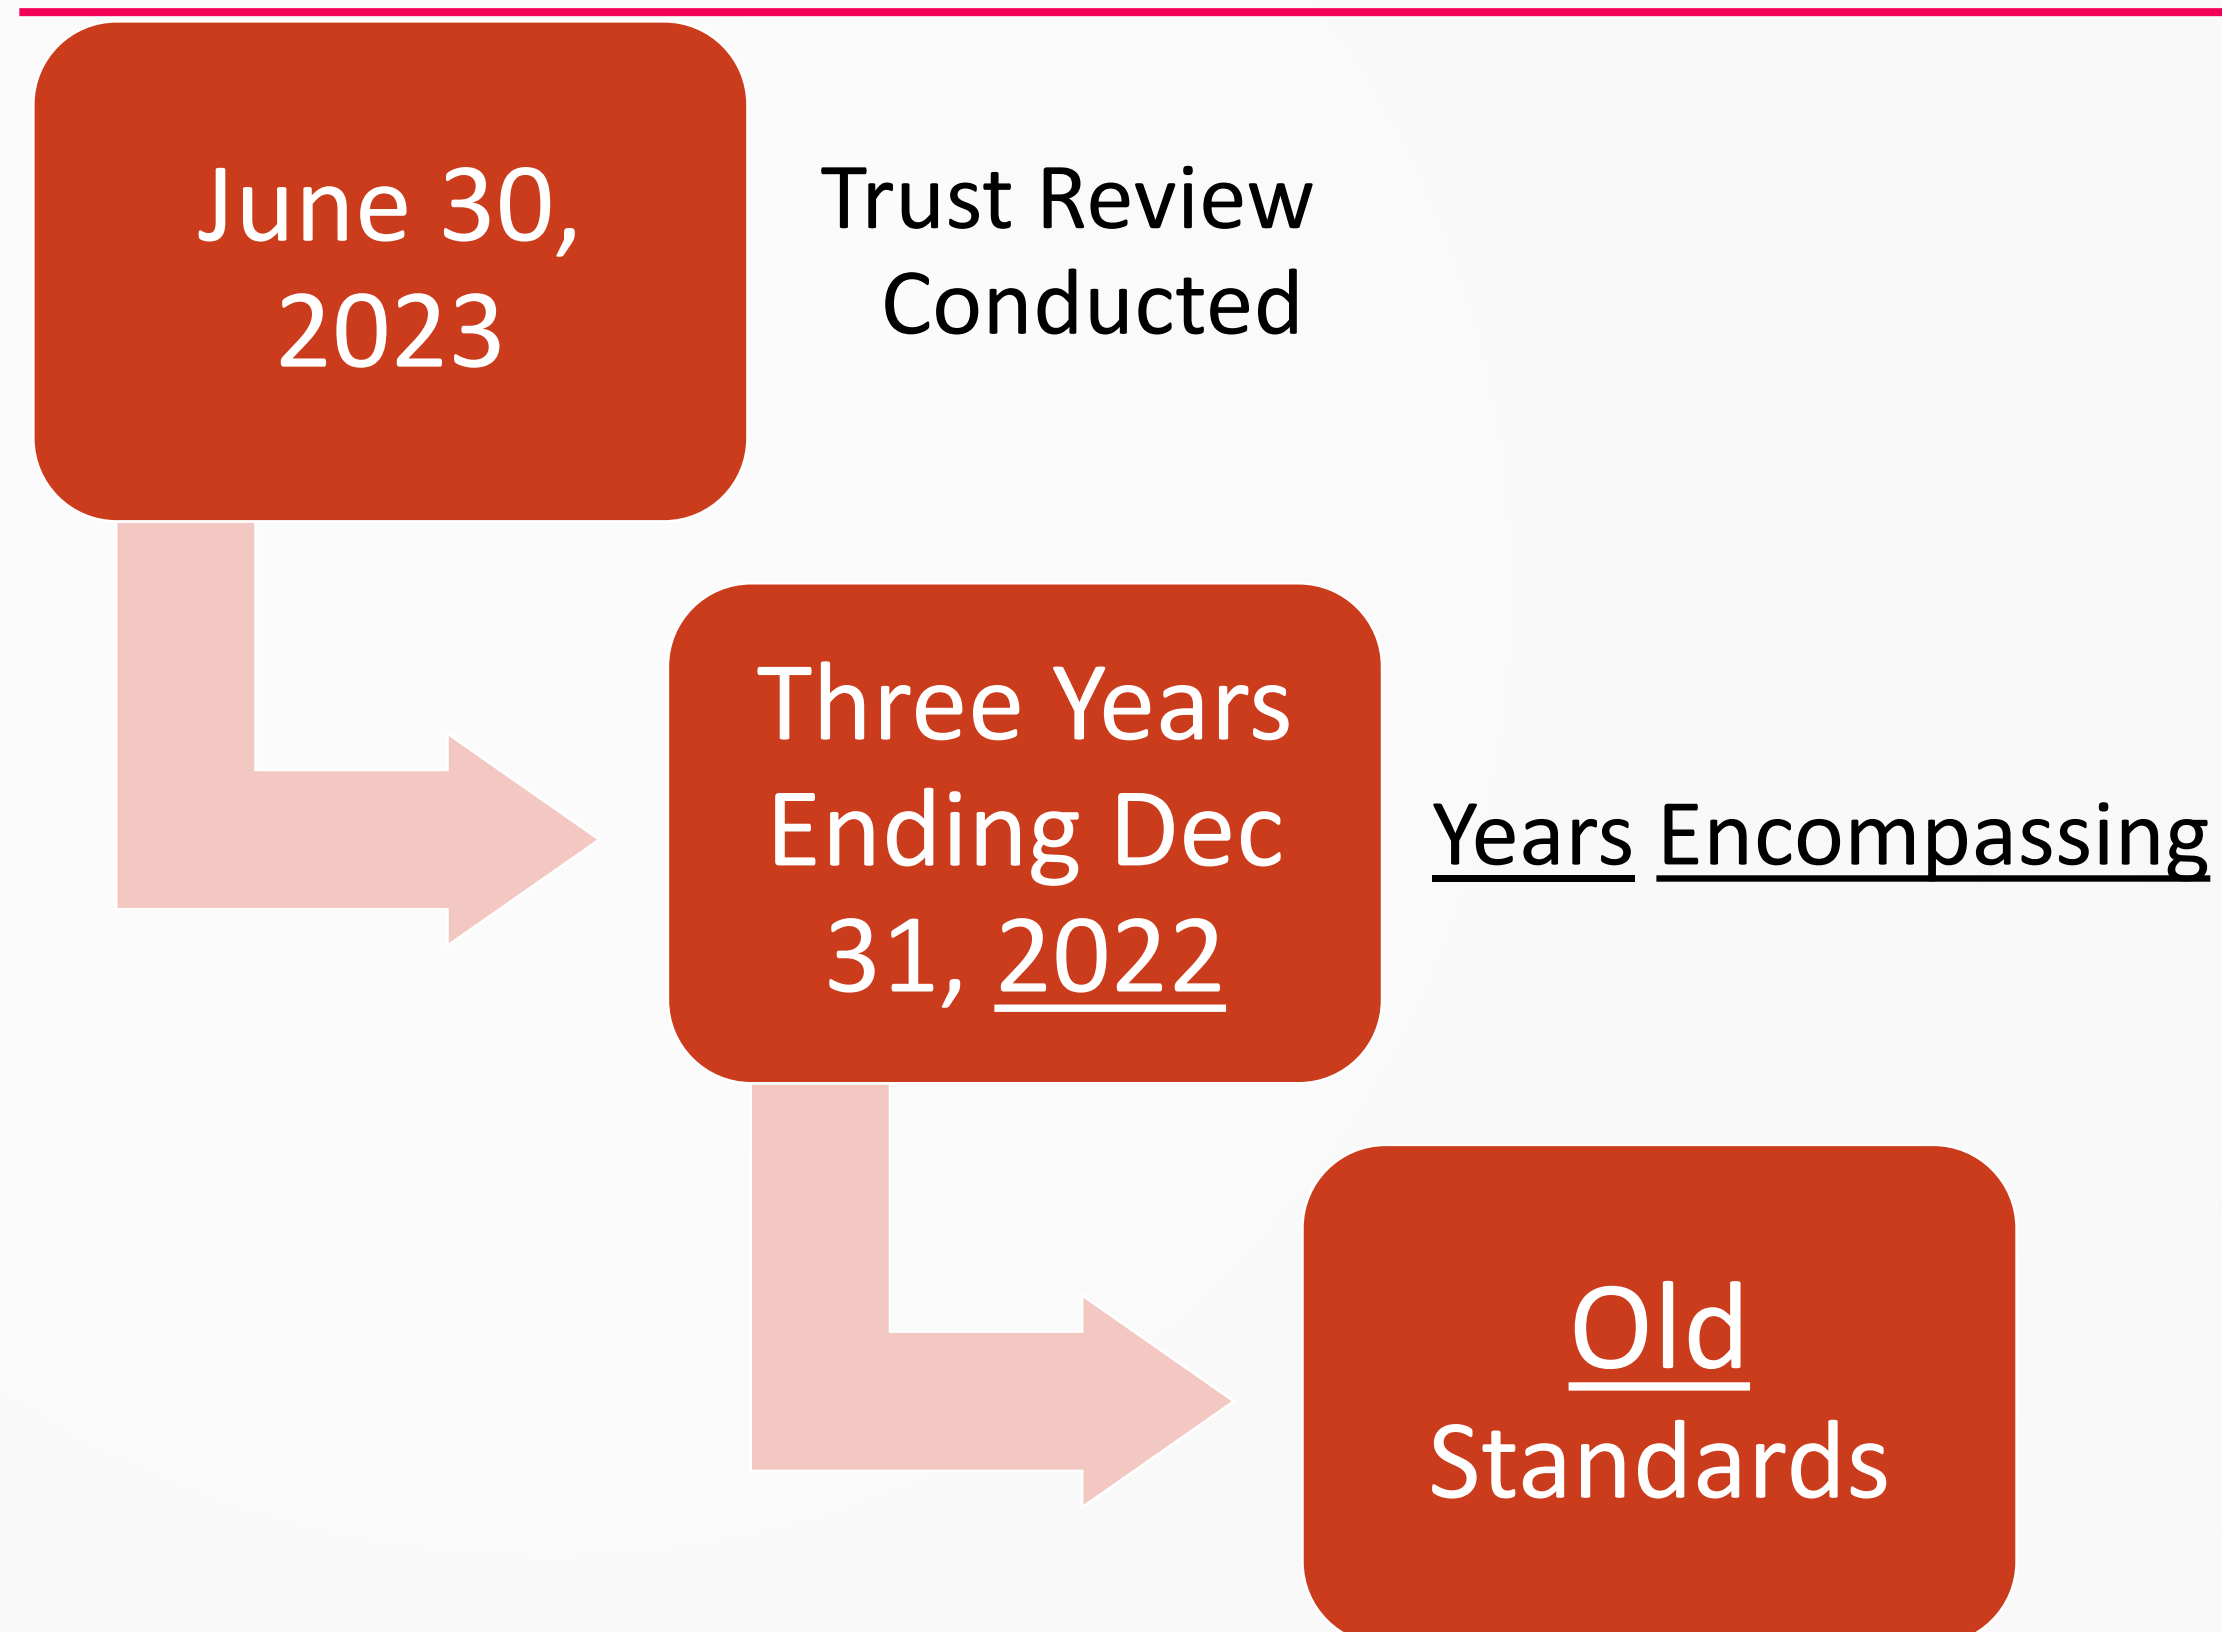 June 30,
2023
Trust Review
Conducted
Three Years
Ending Dec
31, 2022
Years Encompassing
Old
Standards